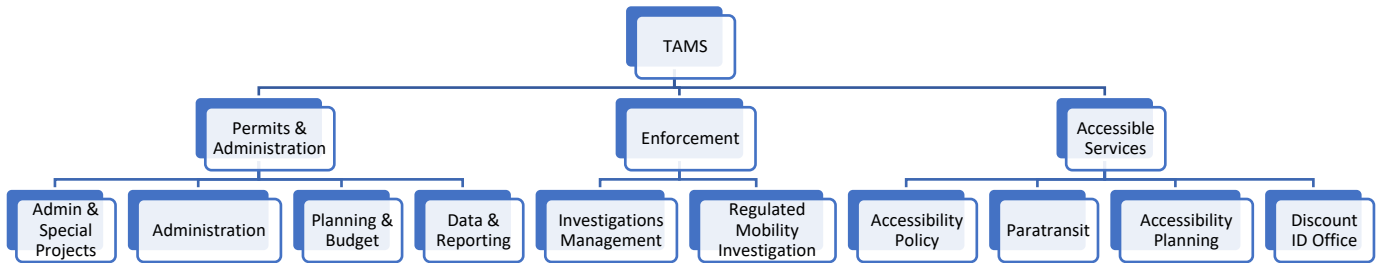 TAMS
Permits &
Administration
Enforcement
Accessible
Services
Admin &
Special
Projects
Administration
Planning &
Budget
Data &
Reporting
Investigations
Management
Regulated
Mobility
Investigation
Accessibility
Policy
Paratransit
Accessibility
Planning
Discount
ID Office